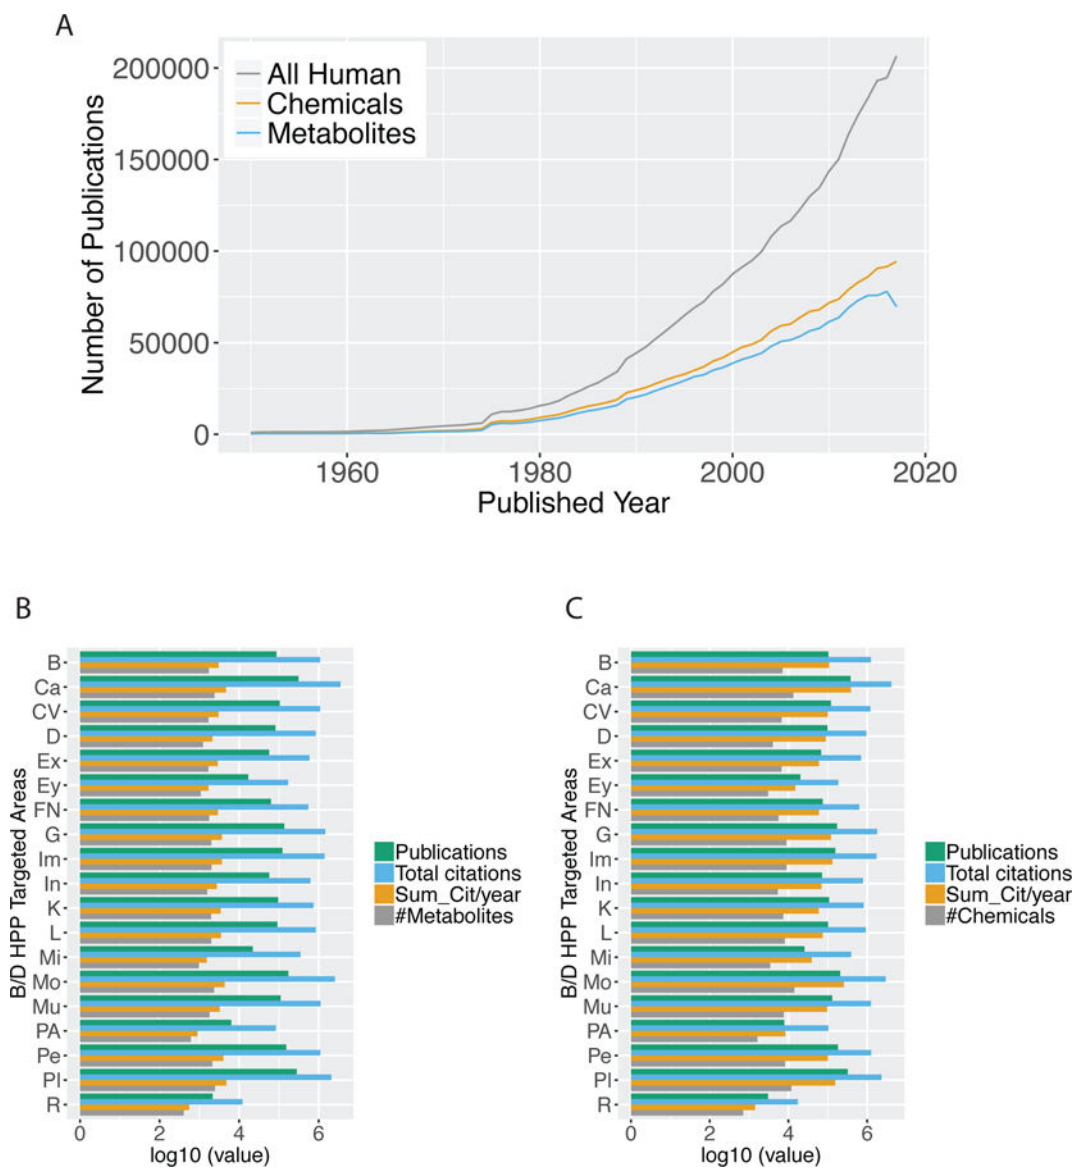 A
200000
150000
100000
50000
0
Number of Publications
All Human
Chemicals
Metabolites
1960
1980
2000
2020
Published Year
B
B/D HPP Targeted Areas
B
Ca
CV
D
Ex
Ey
FN
G
Im
In
K
L
Mi
Mo
Mu
PA
Pe
Pl
R
0
2
4
6
log10 (value)
Publications
Total citations
Sum_Cit/year
#Metabolites
C
B/D HPP Targeted Areas
B
Ca
CV
D
Ex
Ey
FN
G
Im
In
K
L
Mi
Mo
Mu
PA
Pe
Pl
R
0
2
4
6
log10 (value)
Publications
Total citations
Sum_Cit/year
#Chemicals